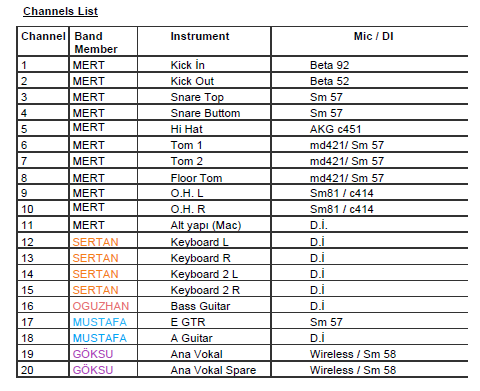 Channels List
Channel Band Member Instrument Mic / DI
1 MERT Kick İn Beta 92
2 MERT Kick Out Beta 52
3 MERT Snare Top Sm 57
4 MERT Snare Buttom Sm 57
5 MERT Hi Hat AKG c451
6 MERT Tom 1 md421/ Sm 57
7 MERT Tom 2 md421/ Sm 57
8 MERT Floor Tom md421/ Sm 57
9 MERT O.H. L Sm81 / c414
10 MERT O.H. R Sm81 / c414
11 MERT Alt yapı (Mac) D.İ.
12 SERTAN Keyboard L D.İ
13 SERTAN Keyboard R D.İ
14 SERTAN Keyboard 2 L D.İ
15 SERTAN Keyboard 2 R D.İ
16 OGUZHAN Bass Guitar D.İ
17 MUSTAFA E GTR Sm 57
18 MUSTAFA A Guitar D.İ
19 GÖKSU Ana Vokal Wireless / Sm 58
20 GÖKSU Ana Vokal Spare Wireless / Sm 58